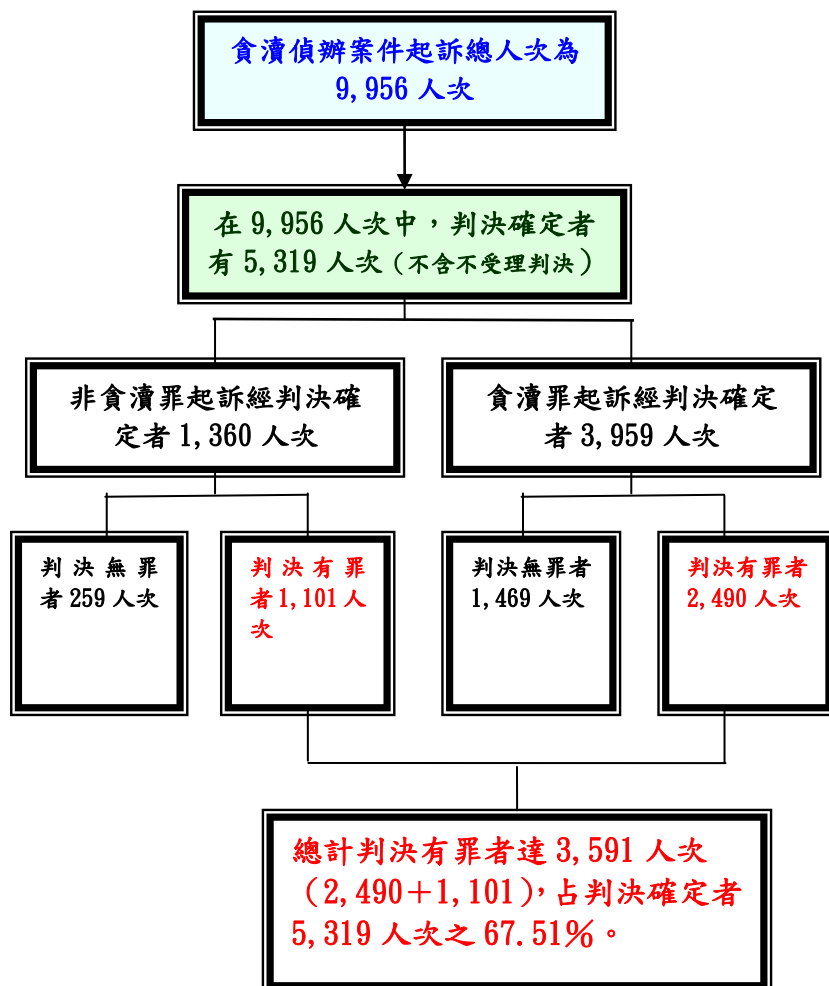 貪瀆偵辦案件起訴總人次為
9,956 人次
在 9,956 人次中，判決確定者
有 5,319 人次（不含不受理判決）
非貪瀆罪起訴經判決確
定者 1,360 人次
貪瀆罪起訴經判決確定
者 3,959 人次
判決無罪
者 259 人次
判決有罪
者 1,101 人
次
判決無罪者
1,469 人次
判決有罪者
2,490 人次
總計判決有罪者達 3,591 人次
（2,490＋1,101），占判決確定者
5,319 人次之 67.51％。